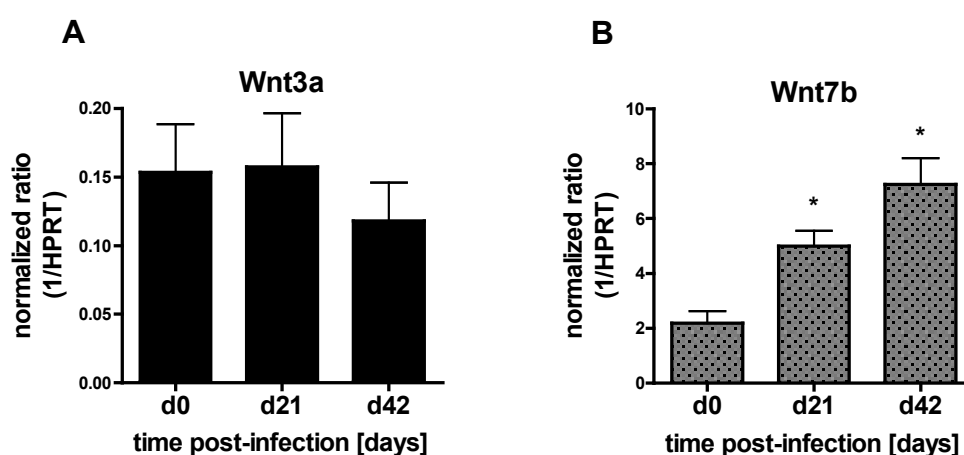 A
Wnt3a
normalized ratio
(1/HPRT)
0.20
0.15
0.10
0.05
0.00
d0 d21 d42
time post-infection [days]
B
Wnt7b
normalized ratio
(1/HPRT)
10
8
6
4
2
0
*
*
d0 d21 d42
time post-infection [days]